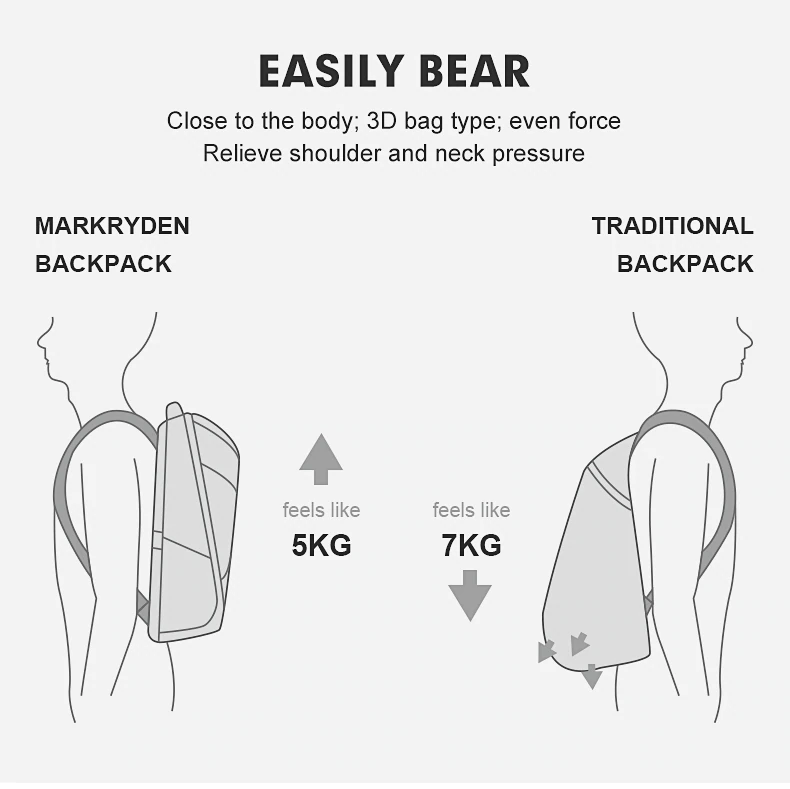 EASILY BEAR
Close to the body; 3D bag type; even force
Relieve shoulder and neck pressure
MARKRYDEN
BACKPACK
TRADITIONAL
BACKPACK
feels like
5KG
feels like
7KG